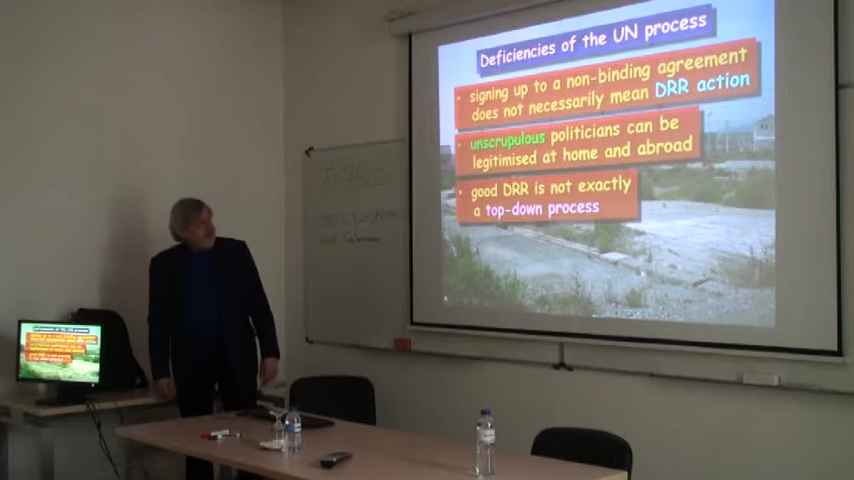 Deficiencies of the UN process
• signing up to a non-binding agreement
does not necessarily mean DRR action
• unscrupulous politicians can be
legitimised at home and abroad
• good DRR is not exactly
a top-down process